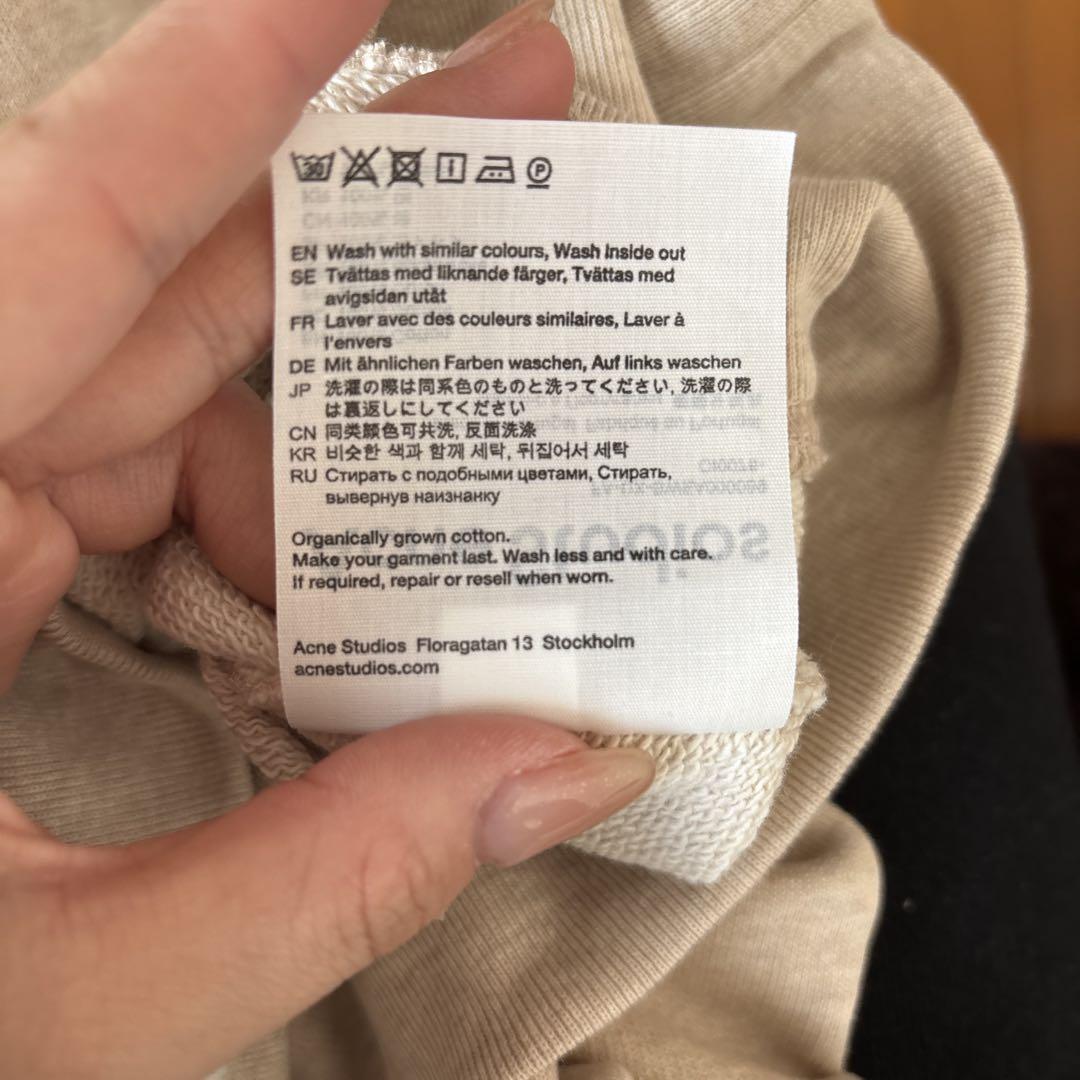 30
P
EN Wash with similar colours, Wash Inside out
SE Tvättas med liknande färger, Tvättas med
avigsidan utåt
FR Laver avec des couleurs similaires, Laver à
l'envers
DE Mit ähnlichen Farben waschen, Auf links waschen
JP 洗濯の際は同系色のものと洗ってください, 洗濯の際
は裏返しにしてください
CN 同类颜色可共洗, 反面洗涤
KR 비슷한 색과 함께 세탁, 뒤집어서 세탁
RU Стирать с подобными цветами, Стирать,
вывернув наизнанку
Organically grown cotton.
Make your garment last. Wash less and with care.
If required, repair or resell when worn.
Acne Studios Floragatan 13 Stockholm
acnestudios.com